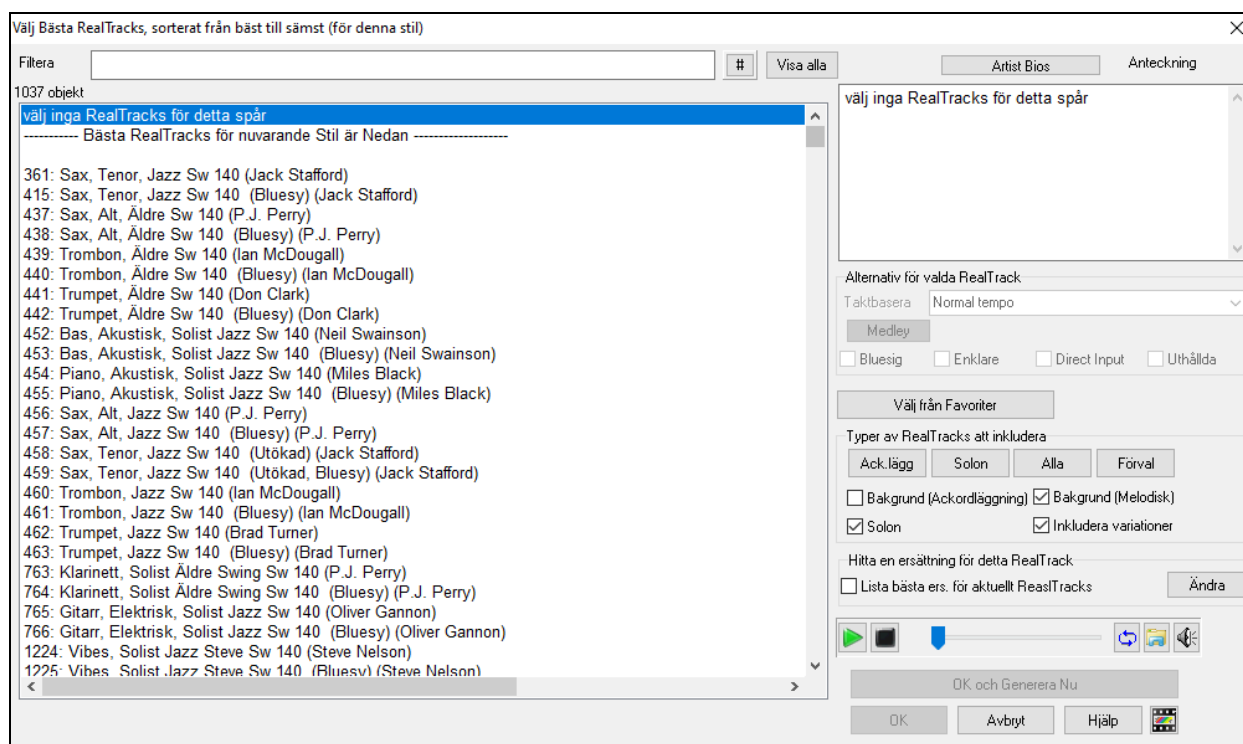 Välj Bästa RealTracks, sorterat från bäst till sämst (för denna stil)
Filtera
#
Visa alla
Artist Bios
Anteckning
1037 objekt
välj inga RealTracks för detta spår
----------- Bästa RealTracks för nuvarande Stil är Nedan -------------------
361: Sax, Tenor, Jazz Sw 140 (Jack Stafford)
415: Sax, Tenor, Jazz Sw 140  (Bluesy) (Jack Stafford)
437: Sax, Alt, Äldre Sw 140 (P.J. Perry)
438: Sax, Alt, Äldre Sw 140  (Bluesy) (P.J. Perry)
439: Trombon, Äldre Sw 140 (Ian McDougall)
440: Trombon, Äldre Sw 140  (Bluesy) (Ian McDougall)
441: Trumpet, Äldre Sw 140 (Don Clark)
442: Trumpet, Äldre Sw 140  (Bluesy) (Don Clark)
452: Bas, Akustisk, Solist Jazz Sw 140 (Neil Swainson)
453: Bas, Akustisk, Solist Jazz Sw 140  (Bluesy) (Neil Swainson)
454: Piano, Akustisk, Solist Jazz Sw 140 (Miles Black)
455: Piano, Akustisk, Solist Jazz Sw 140  (Bluesy) (Miles Black)
456: Sax, Alt, Jazz Sw 140 (P.J. Perry)
457: Sax, Alt, Jazz Sw 140  (Bluesy) (P.J. Perry)
458: Sax, Tenor, Jazz Sw 140  (Utökad) (Jack Stafford)
459: Sax, Tenor, Jazz Sw 140  (Utökad, Bluesy) (Jack Stafford)
460: Trombon, Jazz Sw 140 (Ian McDougall)
461: Trombon, Jazz Sw 140  (Bluesy) (Ian McDougall)
462: Trumpet, Jazz Sw 140 (Brad Turner)
463: Trumpet, Jazz Sw 140  (Bluesy) (Brad Turner)
763: Klarinett, Solist Äldre Swing Sw 140 (P.J. Perry)
764: Klarinett, Solist Äldre Swing Sw 140  (Bluesy) (P.J. Perry)
765: Gitarr, Elektrisk, Solist Jazz Sw 140 (Oliver Gannon)
766: Gitarr, Elektrisk, Solist Jazz Sw 140  (Bluesy) (Oliver Gannon)
1224: Vibes, Solist Jazz Steve Sw 140 (Steve Nelson)
1225: Vibes, Solist Jazz Steve Sw 140  (Bluesy) (Steve Nelson)
välj inga RealTracks för detta spår
Alternativ för valda RealTrack
Taktbasera
Normal tempo
Medley
Bluesig
Enklare
Direct Input
Uthållda
Välj från Favoriter
Typer av RealTracks att inkludera
Ack.lägg
Solon
Alla
Förval
Bakgrund (Ackordläggning)
Bakgrund (Melodisk)
Solon
Inkludera variationer
Hitta en ersättning för detta RealTrack
Lista bästa ers. för aktuellt ReaslTracks
Ändra
OK och Generera Nu
OK
Avbryt
Hjälp